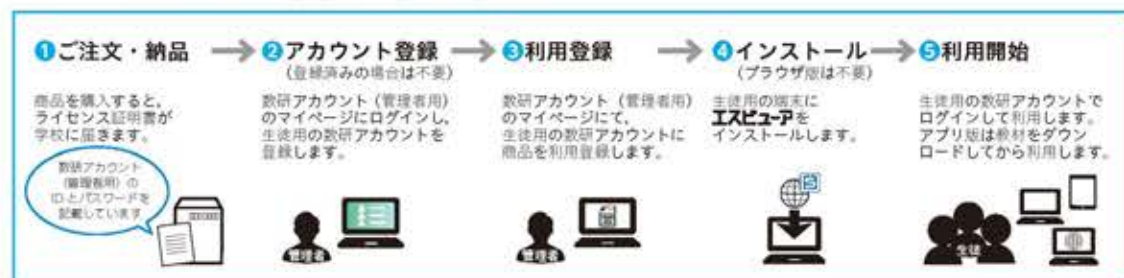 ①ご注文・納品
商品を購入すると、
ライセンス証明書が
学校に届きます。
数研アカウント
(管理者用)の
IDとパスワードを
記載しています
②アカウント登録
(登録済みの場合は不要)
数研アカウント(管理者用)
のマイページにログインし、
生徒用の数研アカウントを
登録します。
管理者
③利用登録
数研アカウント(管理者用)
のマイページにて、
生徒用の数研アカウントに
商品を利用登録します。
管理者
④インストール
(ブラウザ版は不要)
生徒用の端末に
エスビューアを
インストールします。
⑤利用開始
生徒用の数研アカウントで
ログインして利用します。
アプリ版は教材をダウン
ロードしてから利用します。
生徒